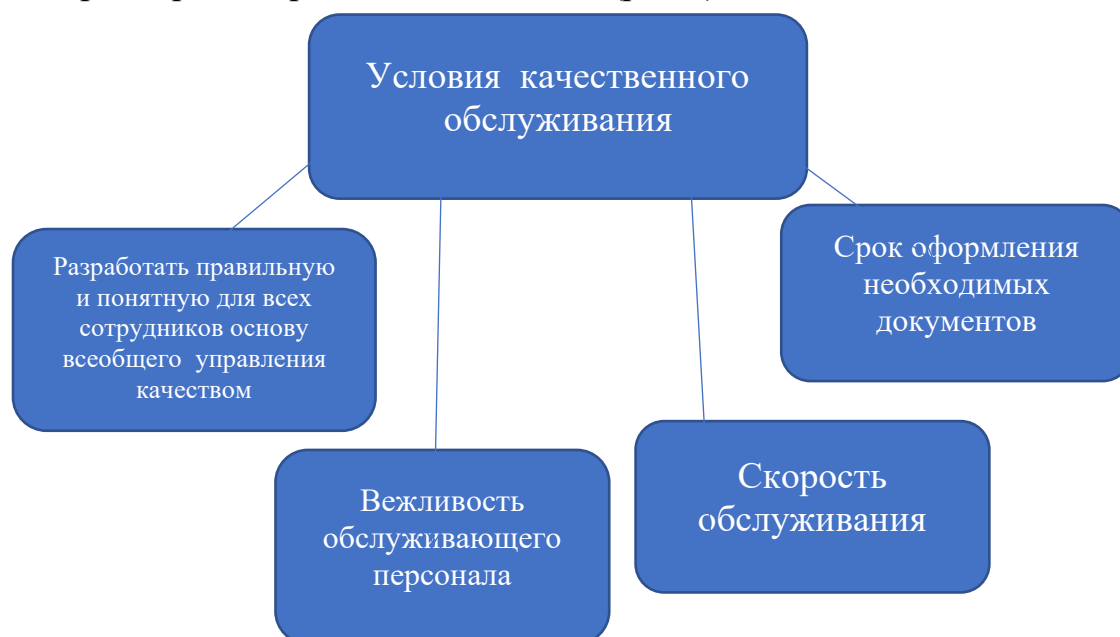 Условия качественного
обслуживания
Разработать правильную
и понятную для всех
сотрудников основу
всеобщего управления
качеством
Срок оформления
необходимых
документов
Вежливость
обслуживающего
персонала
Скорость
обслуживания